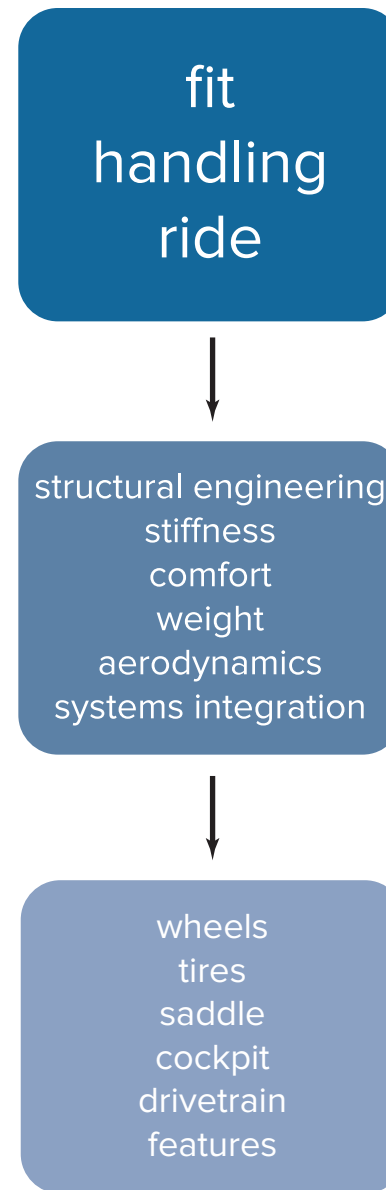 fit
handling
ride
structural engineering
stiffness
comfort
weight
aerodynamics
systems integration
wheels
tires
saddle
cockpit
drivetrain
features